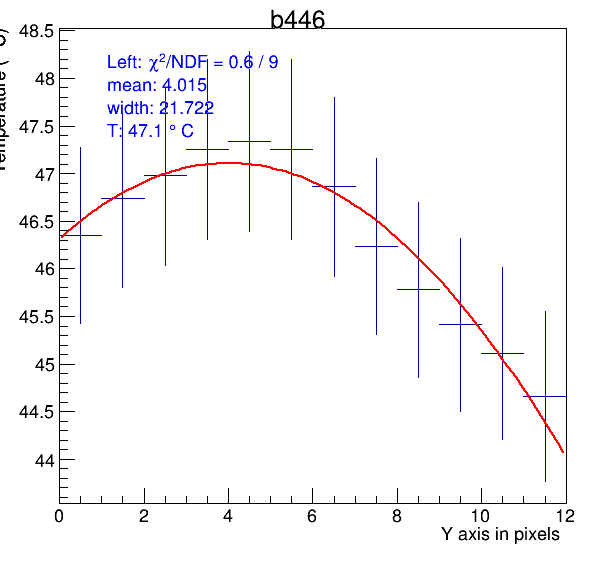 b446
Temperature (°C)
Left: χ²/NDF = 0.6 / 9
mean: 4.015
width: 21.722
T: 47.1 ° C
48.5
48
47.5
47
46.5
46
45.5
45
44.5
44
0 2 4 6 8 10 12
Y axis in pixels